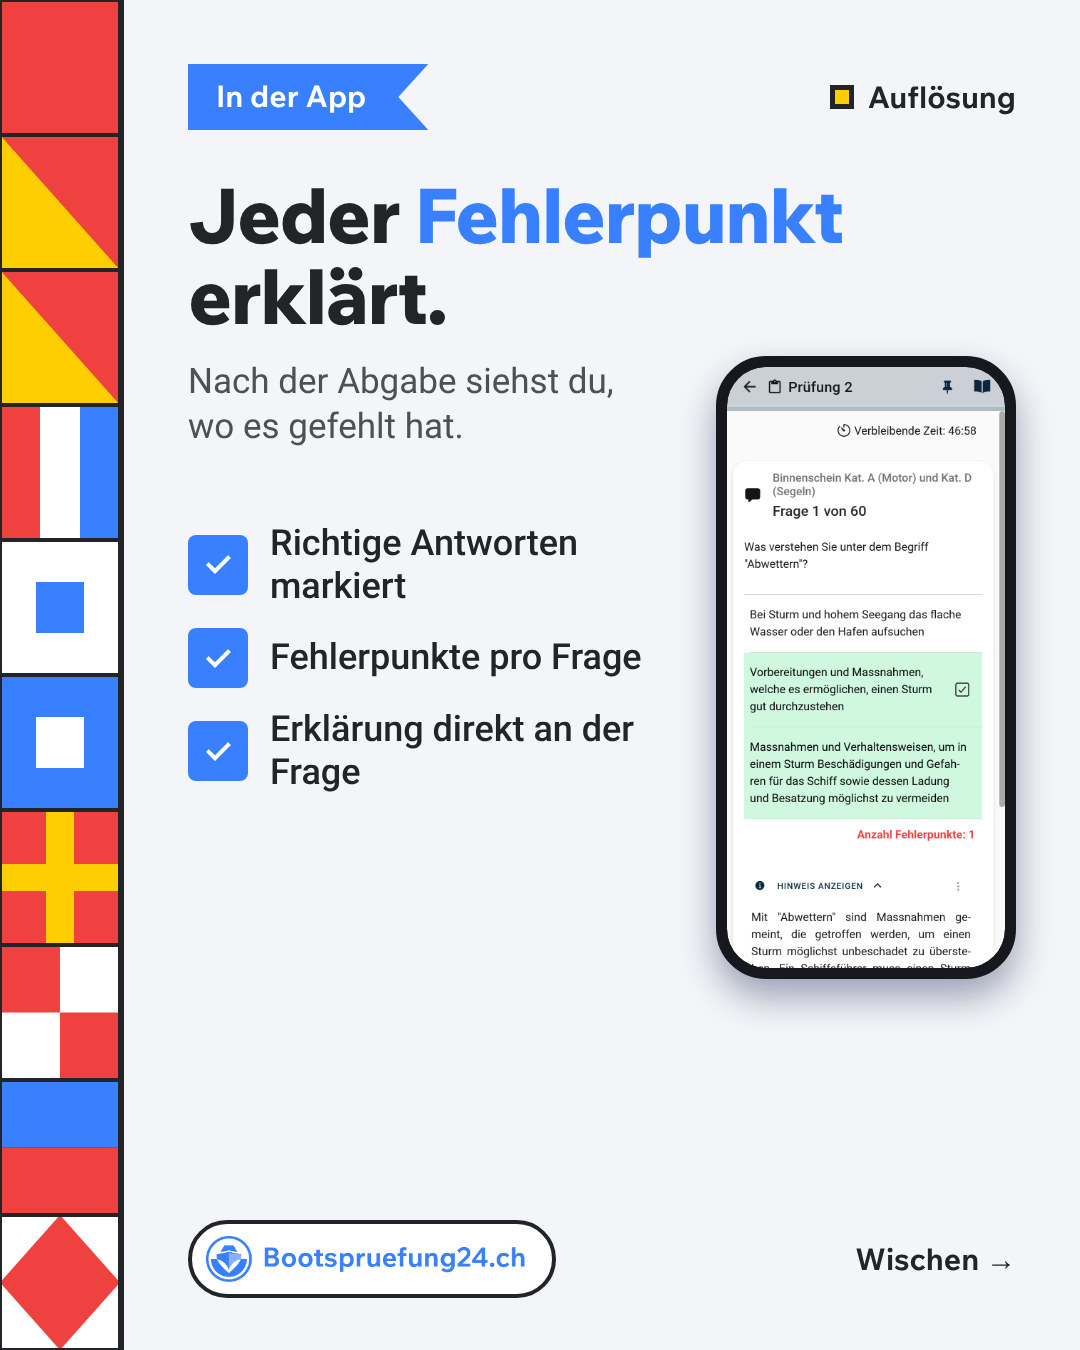 In der App
Auflösung
Jeder Fehlerpunkt
erklärt.
Nach der Abgabe siehst du,
wo es gefehlt hat.
Richtige Antworten
markiert
Fehlerpunkte pro Frage
Erklärung direkt an der
Frage
Prüfung 2
Verbleibende Zeit: 46:58
Binnenschein Kat. A (Motor) und Kat. D
(Segeln)
Frage 1 von 60
Was verstehen Sie unter dem Begriff
"Abwettern"?
Bei Sturm und hohem Seegang das flache
Wasser oder den Hafen aufsuchen
Vorbereitungen und Massnahmen,
welche es ermöglichen, einen Sturm
gut durchzustehen
Massnahmen und Verhaltensweisen, um in
einem Sturm Beschädigungen und Gefah-
ren für das Schiff sowie dessen Ladung
und Besatzung möglichst zu vermeiden
Anzahl Fehlerpunkte: 1
HINWEIS ANZEIGEN
Mit "Abwettern" sind Massnahmen ge-
meint, die getroffen werden, um einen
Sturm möglichst unbeschadet zu überste-
hen. Ein Schiffsführer muss einen Sturm
Bootspruefung24.ch
Wischen →